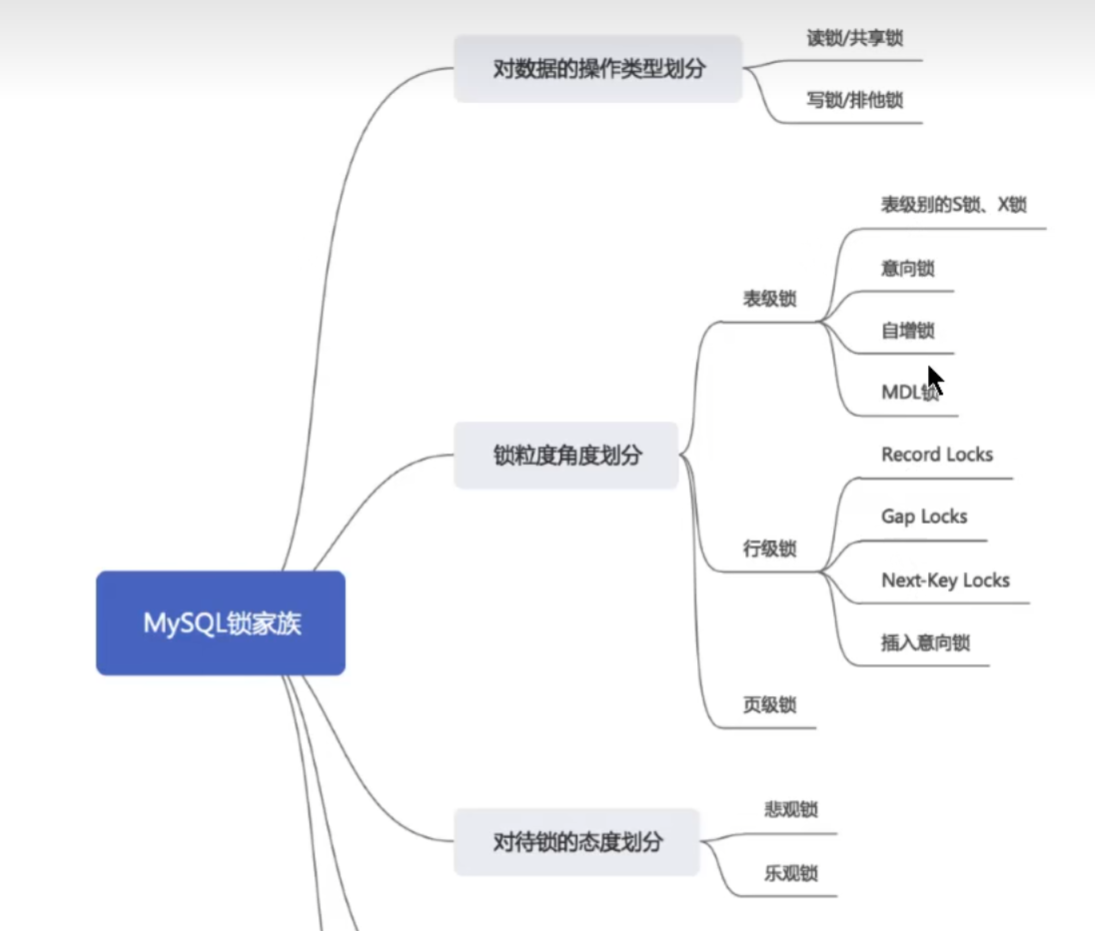 读锁/共享锁
对数据的操作类型划分
写锁/排他锁
表级别的S锁、X锁
意向锁
表级锁
自增锁
MDL锁
锁粒度角度划分
Record Locks
Gap Locks
行级锁
Next-Key Locks
插入意向锁
MySQL锁家族
页级锁
悲观锁
对待锁的态度划分
乐观锁